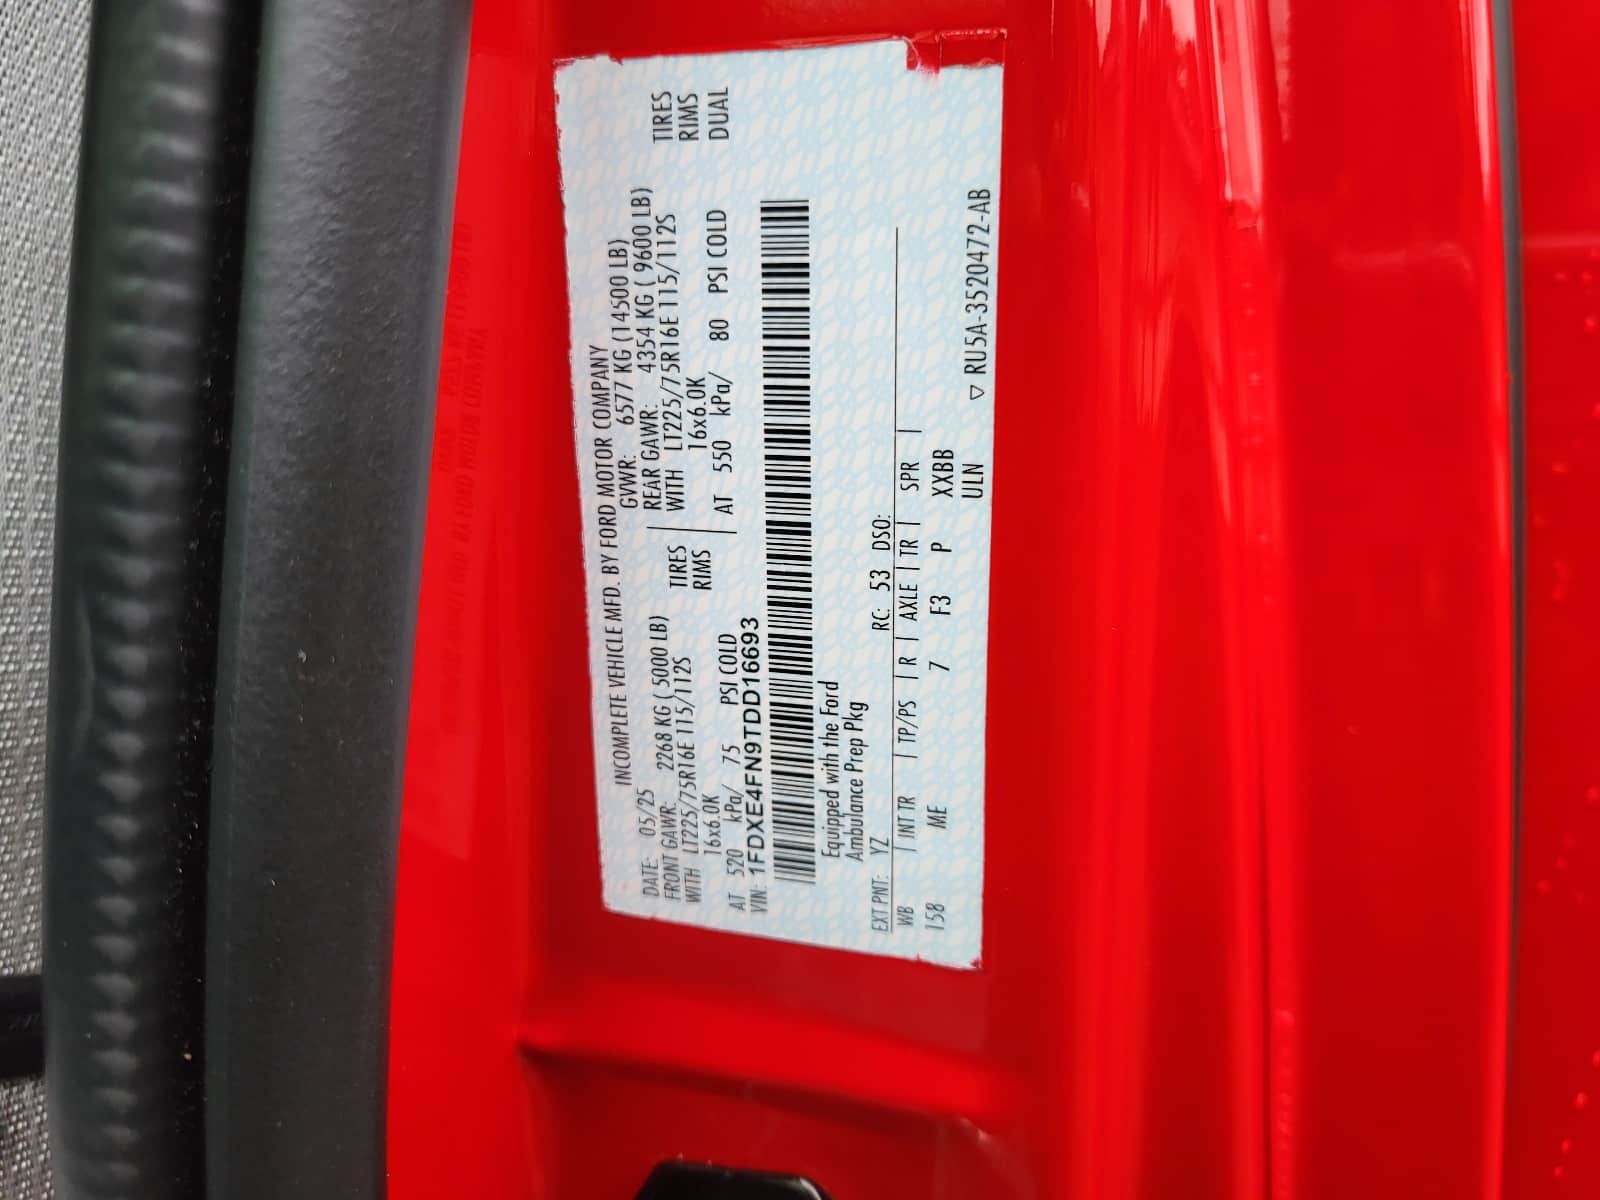 INCOMPLETE VEHICLE MFD. BY FORD MOTOR COMPANY
DATE: 05/25 GVWR: 6577 KG (14500 LB)
FRONT GAWR: 2268 KG ( 5000 LB) REAR GAWR: 4354 KG ( 9600 LB)
WITH LT225/75R16E 115/112S TIRES WITH LT225/75R16E 115/112S TIRES
16x6.0K RIMS 16x6.0K RIMS
AT 520 kPa/ 75 PSI COLD AT 550 kPa/ 80 PSI COLD DUAL
VIN: 1FDXE4FN9TDD16693
Equipped with the Ford
Ambulance Prep Pkg
EXT PNT: YZ RC: 53 DSO:
WB | INT TR | TP/PS | R | AXLE | TR | SPR |
158 ME 7 F3 P XXBB
ULN
▽ RU5A-3520472-AB